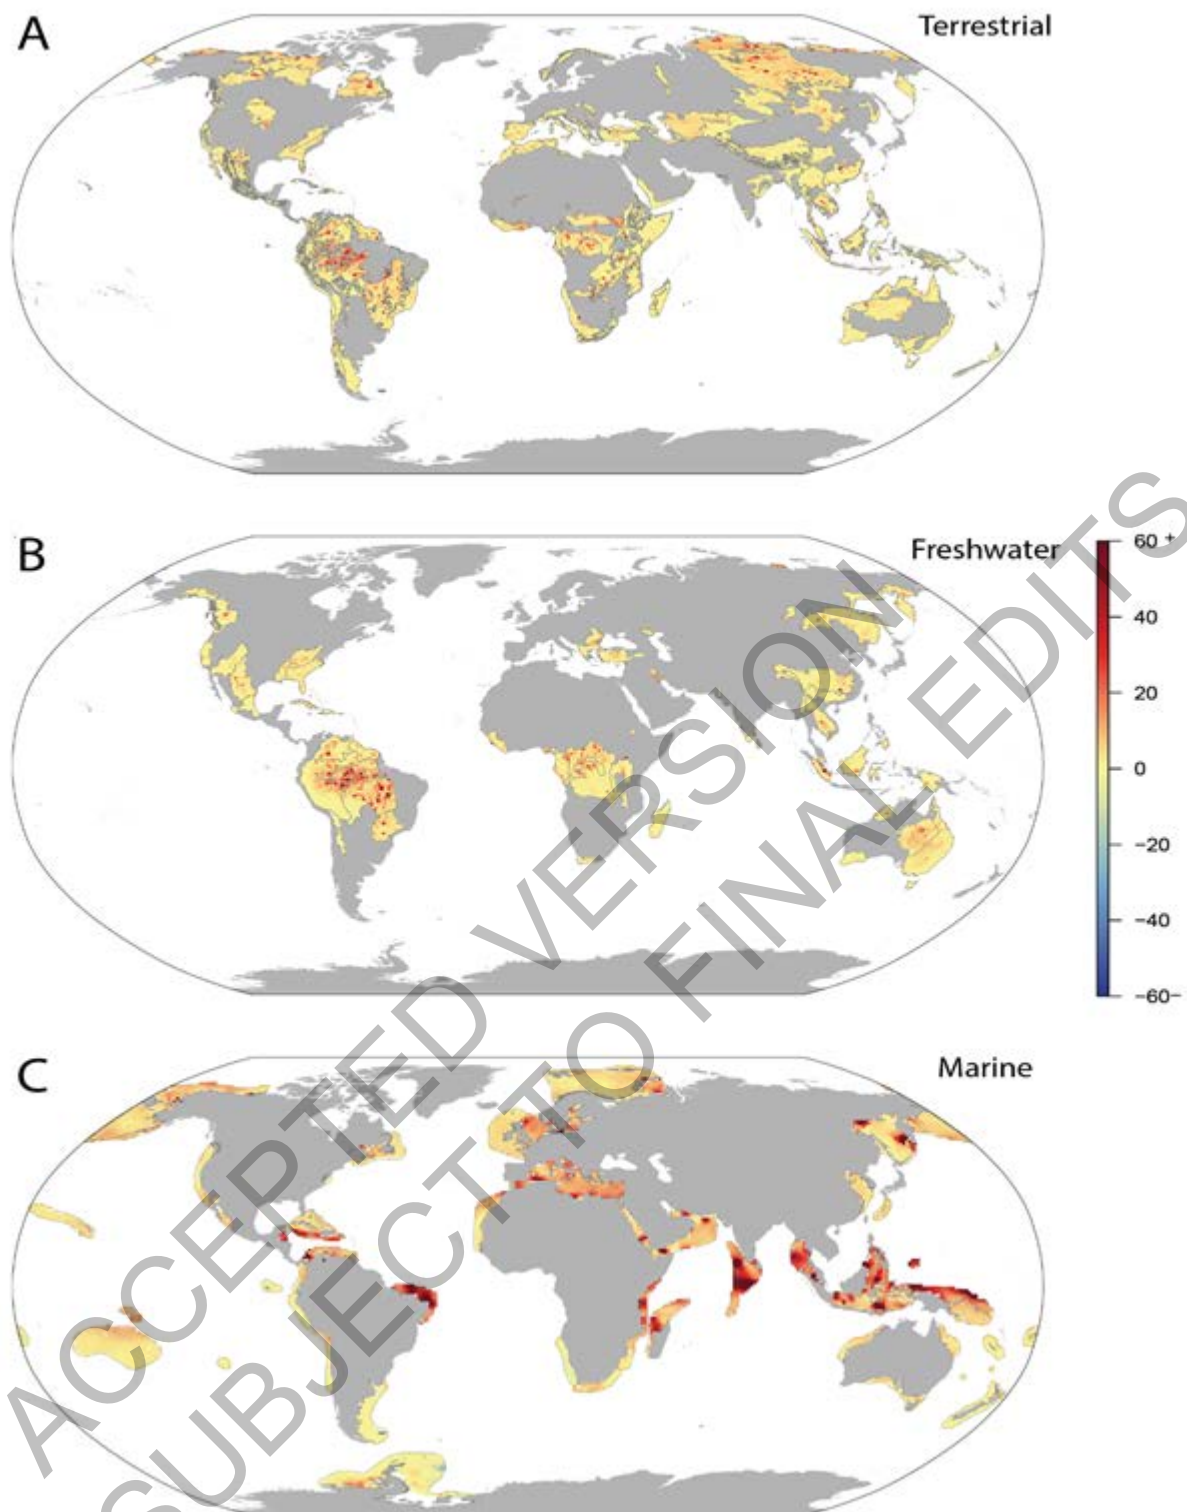 A
Terrestrial
B
Freshwater
60 +
40
20
0
−20
−40
−60−
C
Marine
ACCEPTED VERSION
SUBJECT TO FINAL EDITS